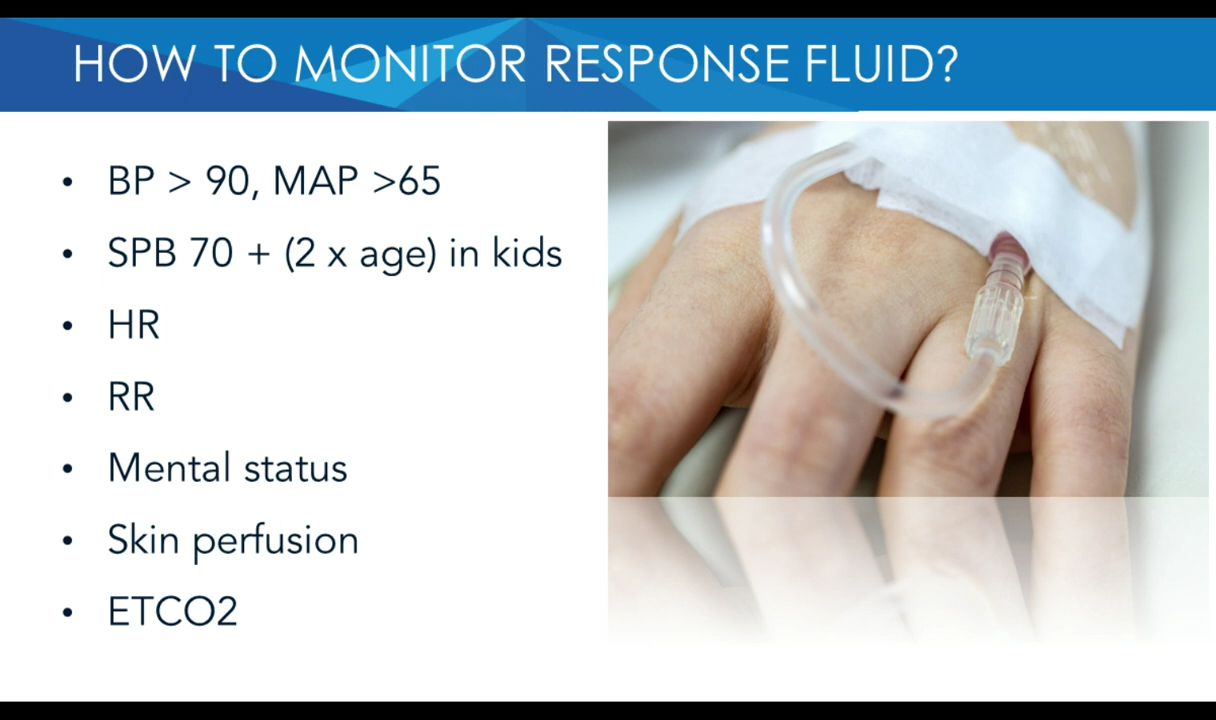 HOW TO MONITOR RESPONSE FLUID?
• BP > 90, MAP >65
• SPB 70 + (2 x age) in kids
• HR
• RR
• Mental status
• Skin perfusion
• ETCO2